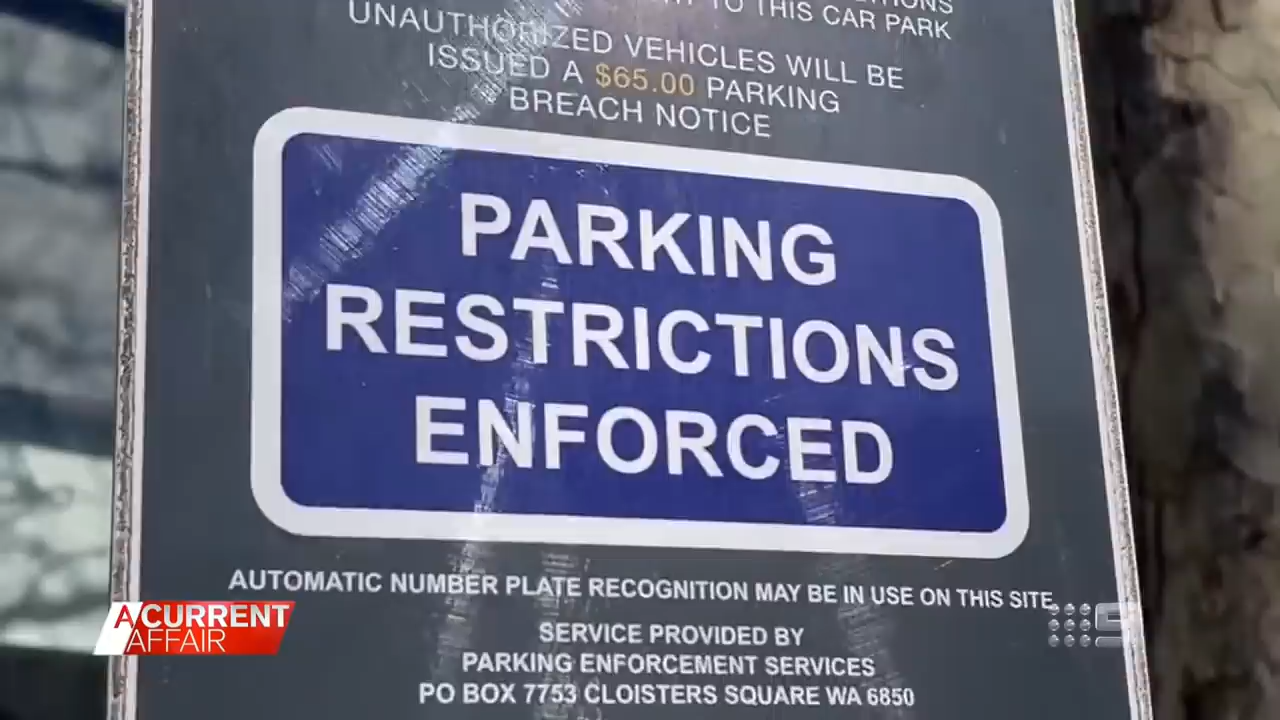 TO THIS CAR PARK
UNAUTHORIZED VEHICLES WILL BE
ISSUED A $65.00 PARKING
BREACH NOTICE
PARKING
RESTRICTIONS
ENFORCED
AUTOMATIC NUMBER PLATE RECOGNITION MAY BE IN USE ON THIS SITE
SERVICE PROVIDED BY
PARKING ENFORCEMENT SERVICES
PO BOX 7753 CLOISTERS SQUARE WA 6850
A CURRENT
AFFAIR
9